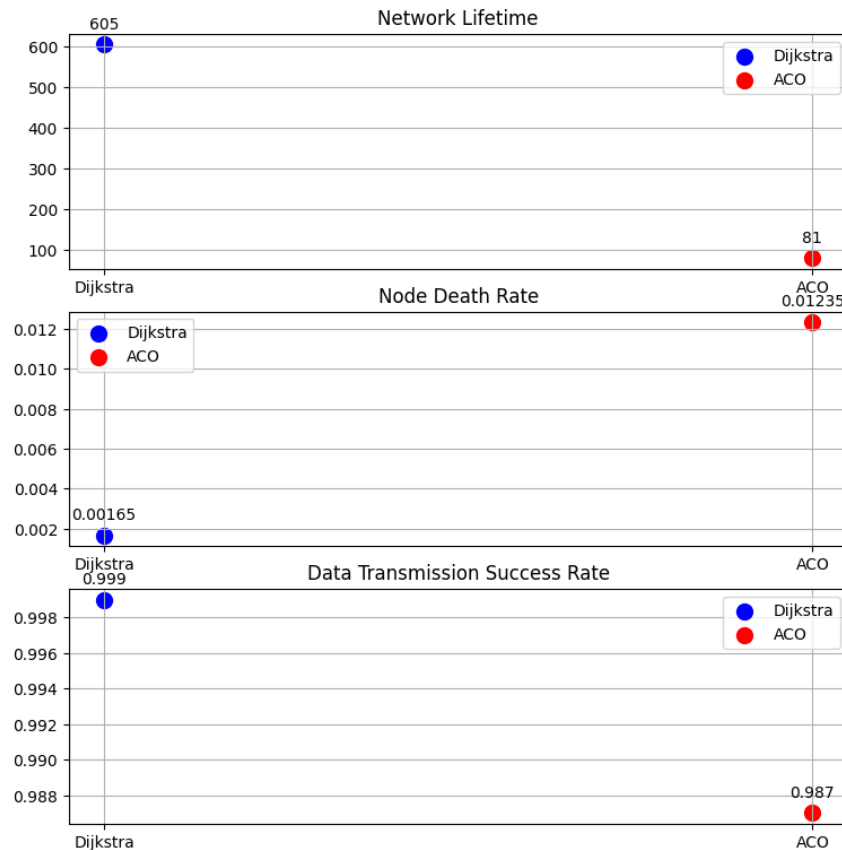 Network Lifetime
605
600
500
400
300
200
100
Dijkstra
ACO
81
Dijkstra
ACO
Node Death Rate
0.01235
0.012
0.010
0.008
0.006
0.004
0.002
Dijkstra
ACO
0.00165
Dijkstra
ACO
Data Transmission Success Rate
0.999
0.998
0.996
0.994
0.992
0.990
0.988
Dijkstra
ACO
0.987
Dijkstra
ACO